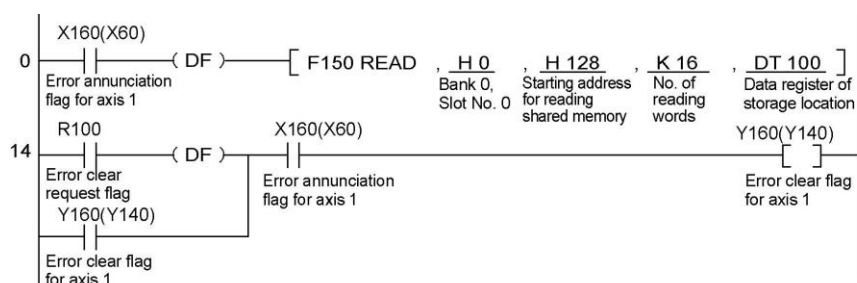 X160(X60)
0
( DF )
F150 READ , H 0 , H 128 , K 16 , DT 100
Error annunciation
flag for axis 1
Bank 0,
Slot No. 0
Starting address
for reading
shared memory
No. of
reading
words
Data register of
storage location
R100
X160(X60)
Y160(Y140)
14
( DF )
Error clear
request flag
Error annunciation
flag for axis 1
Error clear flag
for axis 1
Y160(Y140)
Error clear flag
for axis 1